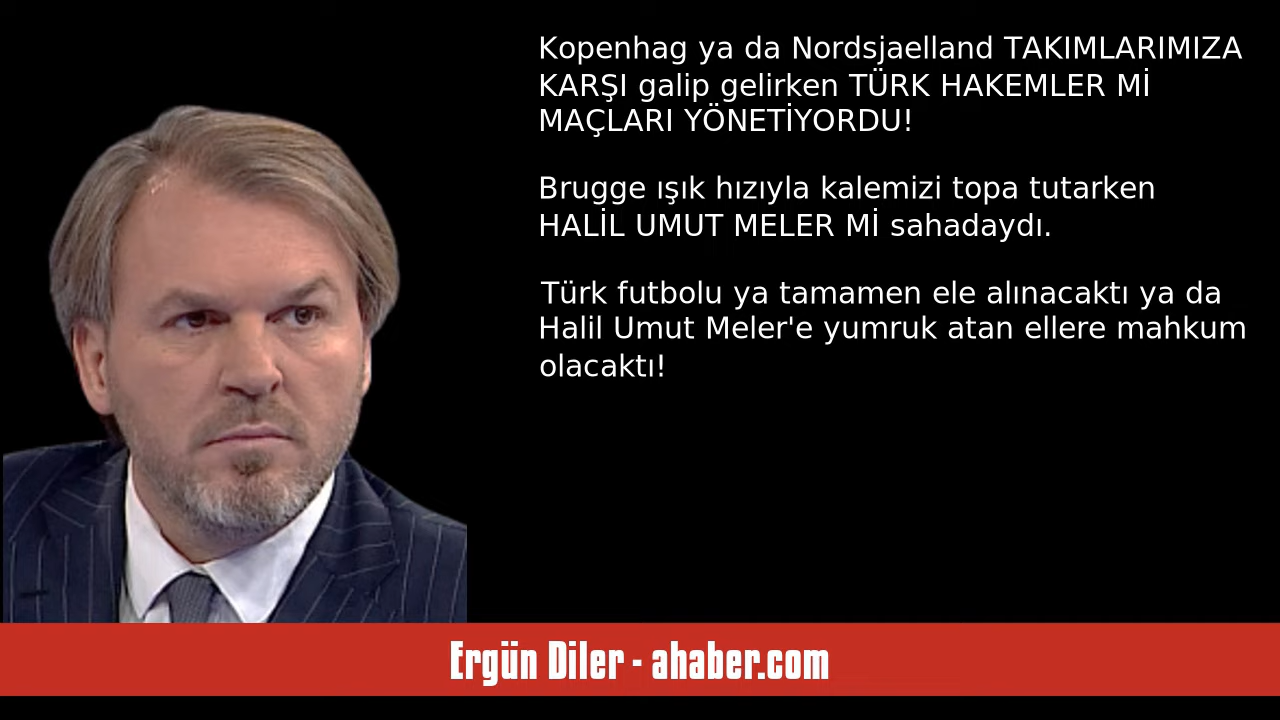 Kopenhag ya da Nordsjaelland TAKIMLARIMIZA
KARŞI galip gelirken TÜRK HAKEMLER Mİ
MAÇLARI YÖNETİYORDU!
Brugge ışık hızıyla kalemizi topa tutarken
HALİL UMUT MELER Mİ sahadaydı.
Türk futbolu ya tamamen ele alınacaktı ya da
Halil Umut Meler'e yumruk atan ellere mahkum
olacaktı!
Ergün Diler - ahaber.com